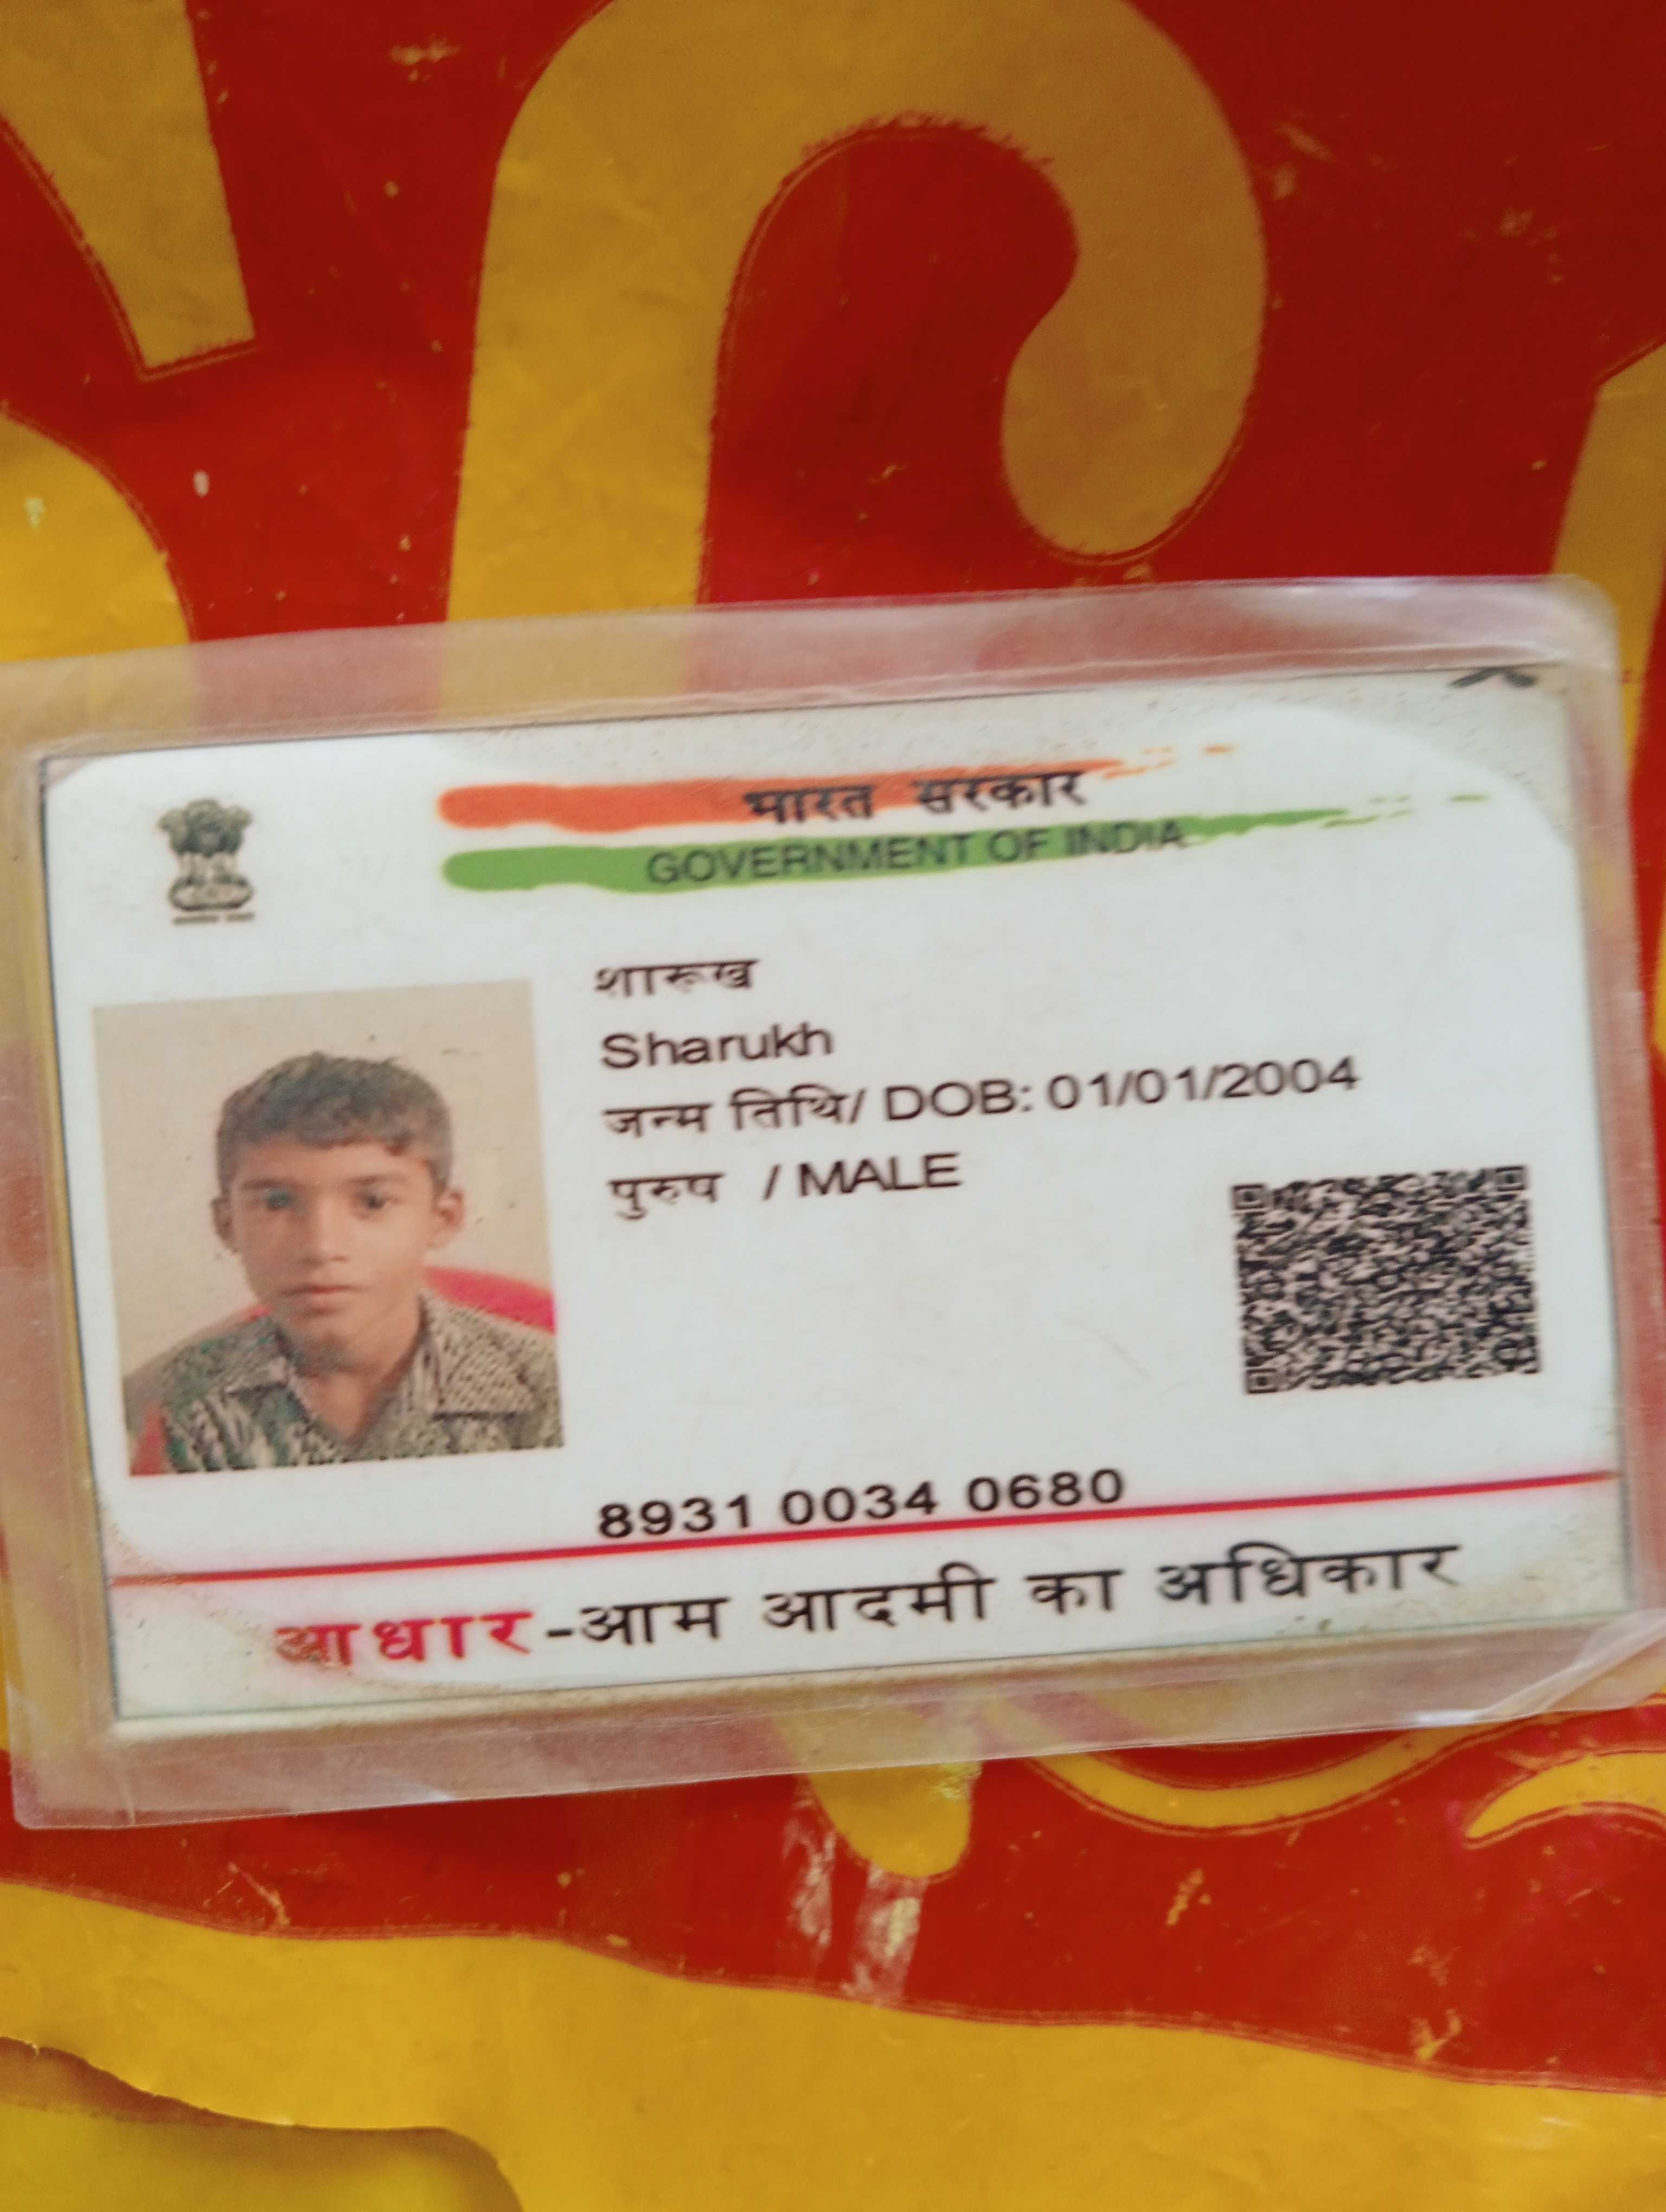 भारत सरकार
GOVERNMENT OF INDIA
शारूख
Sharukh
जन्म तिथि/ DOB: 01/01/2004
पुरुष / MALE
8931 0034 0680
आधार-आम आदमी का अधिकार